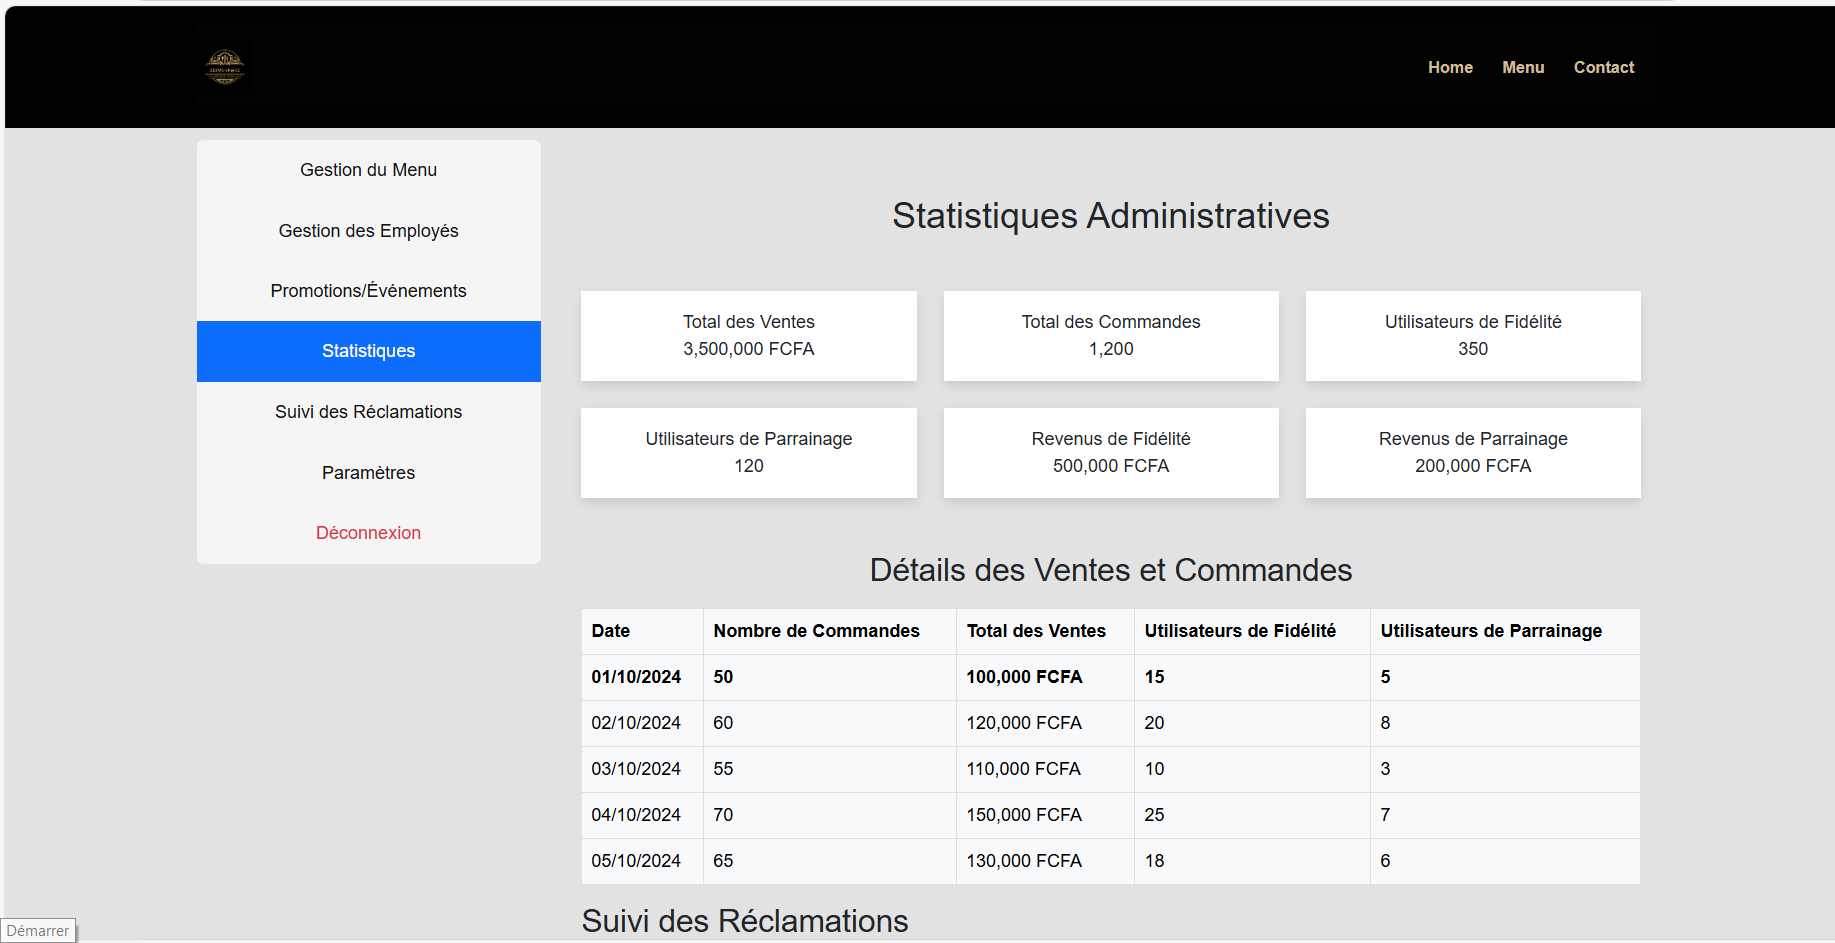 Home Menu Contact
Gestion du Menu
Gestion des Employés
Promotions/Événements
Statistiques
Suivi des Réclamations
Paramètres
Déconnexion
Statistiques Administratives
Total des Ventes
3,500,000 FCFA
Total des Commandes
1,200
Utilisateurs de Fidélité
350
Utilisateurs de Parrainage
120
Revenus de Fidélité
500,000 FCFA
Revenus de Parrainage
200,000 FCFA
Détails des Ventes et Commandes
Date Nombre de Commandes Total des Ventes Utilisateurs de Fidélité Utilisateurs de Parrainage
01/10/2024 50 100,000 FCFA 15 5
02/10/2024 60 120,000 FCFA 20 8
03/10/2024 55 110,000 FCFA 10 3
04/10/2024 70 150,000 FCFA 25 7
05/10/2024 65 130,000 FCFA 18 6
Suivi des Réclamations
Démarrer